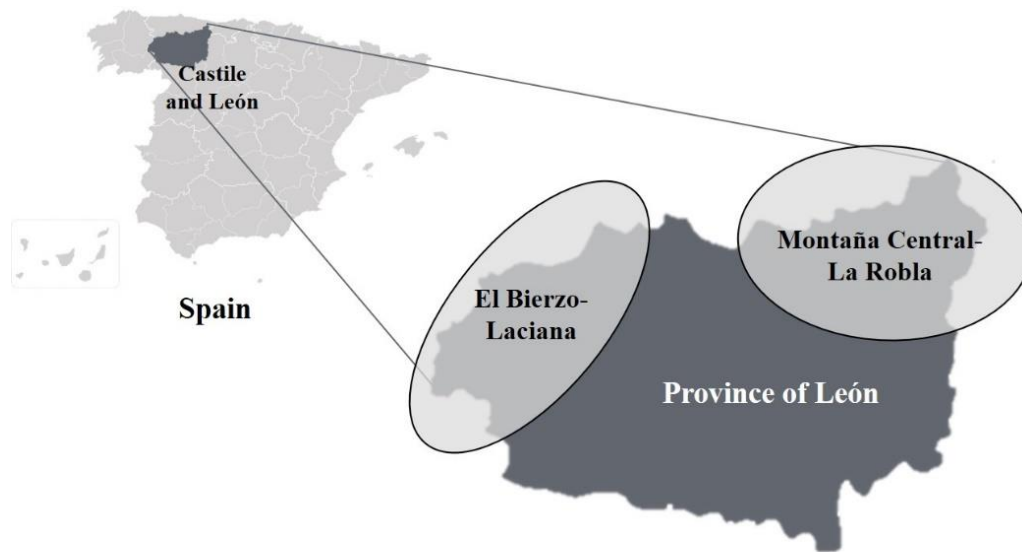 Castile
and León
Spain
El Bierzo-
Laciana
Montaña Central-
La Robla
Province of León